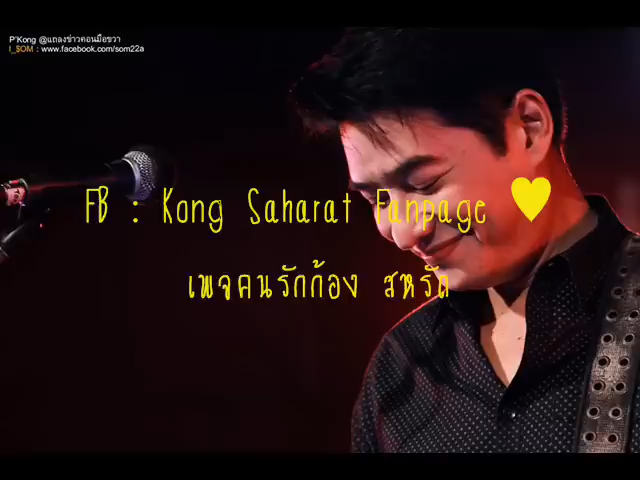 P'Kong @แถลงข่าวคอนมือขวา
I_$OM : www.facebook.com/som22a
FB : Kong Saharat Fanpage ♥
เพจคนรักก้อง สหรัถ